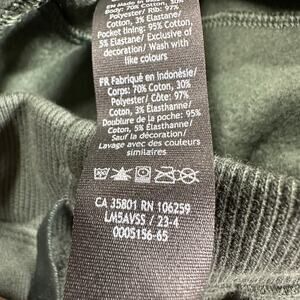 EN Made in
Body: 70% Cotton, 30%
Polyester/ Rib: 97%
Cotton, 3% Elastane/
Pocket lining: 95% Cotton,
5% Elastane/ Exclusive of
decoration/ Wash with
like colours
FR Fabriqué en Indonésie/
Corps: 70% Coton, 30%
Polyester/ Côte: 97%
Coton, 3% Élasthanne/
Doublure de la poche: 95%
Coton, 5% Élasthanne/
Sauf la décoration/
Lavage avec des couleurs
similaires
CA 35801 RN 106259
LM5AVSS / 23-4
0005156-65